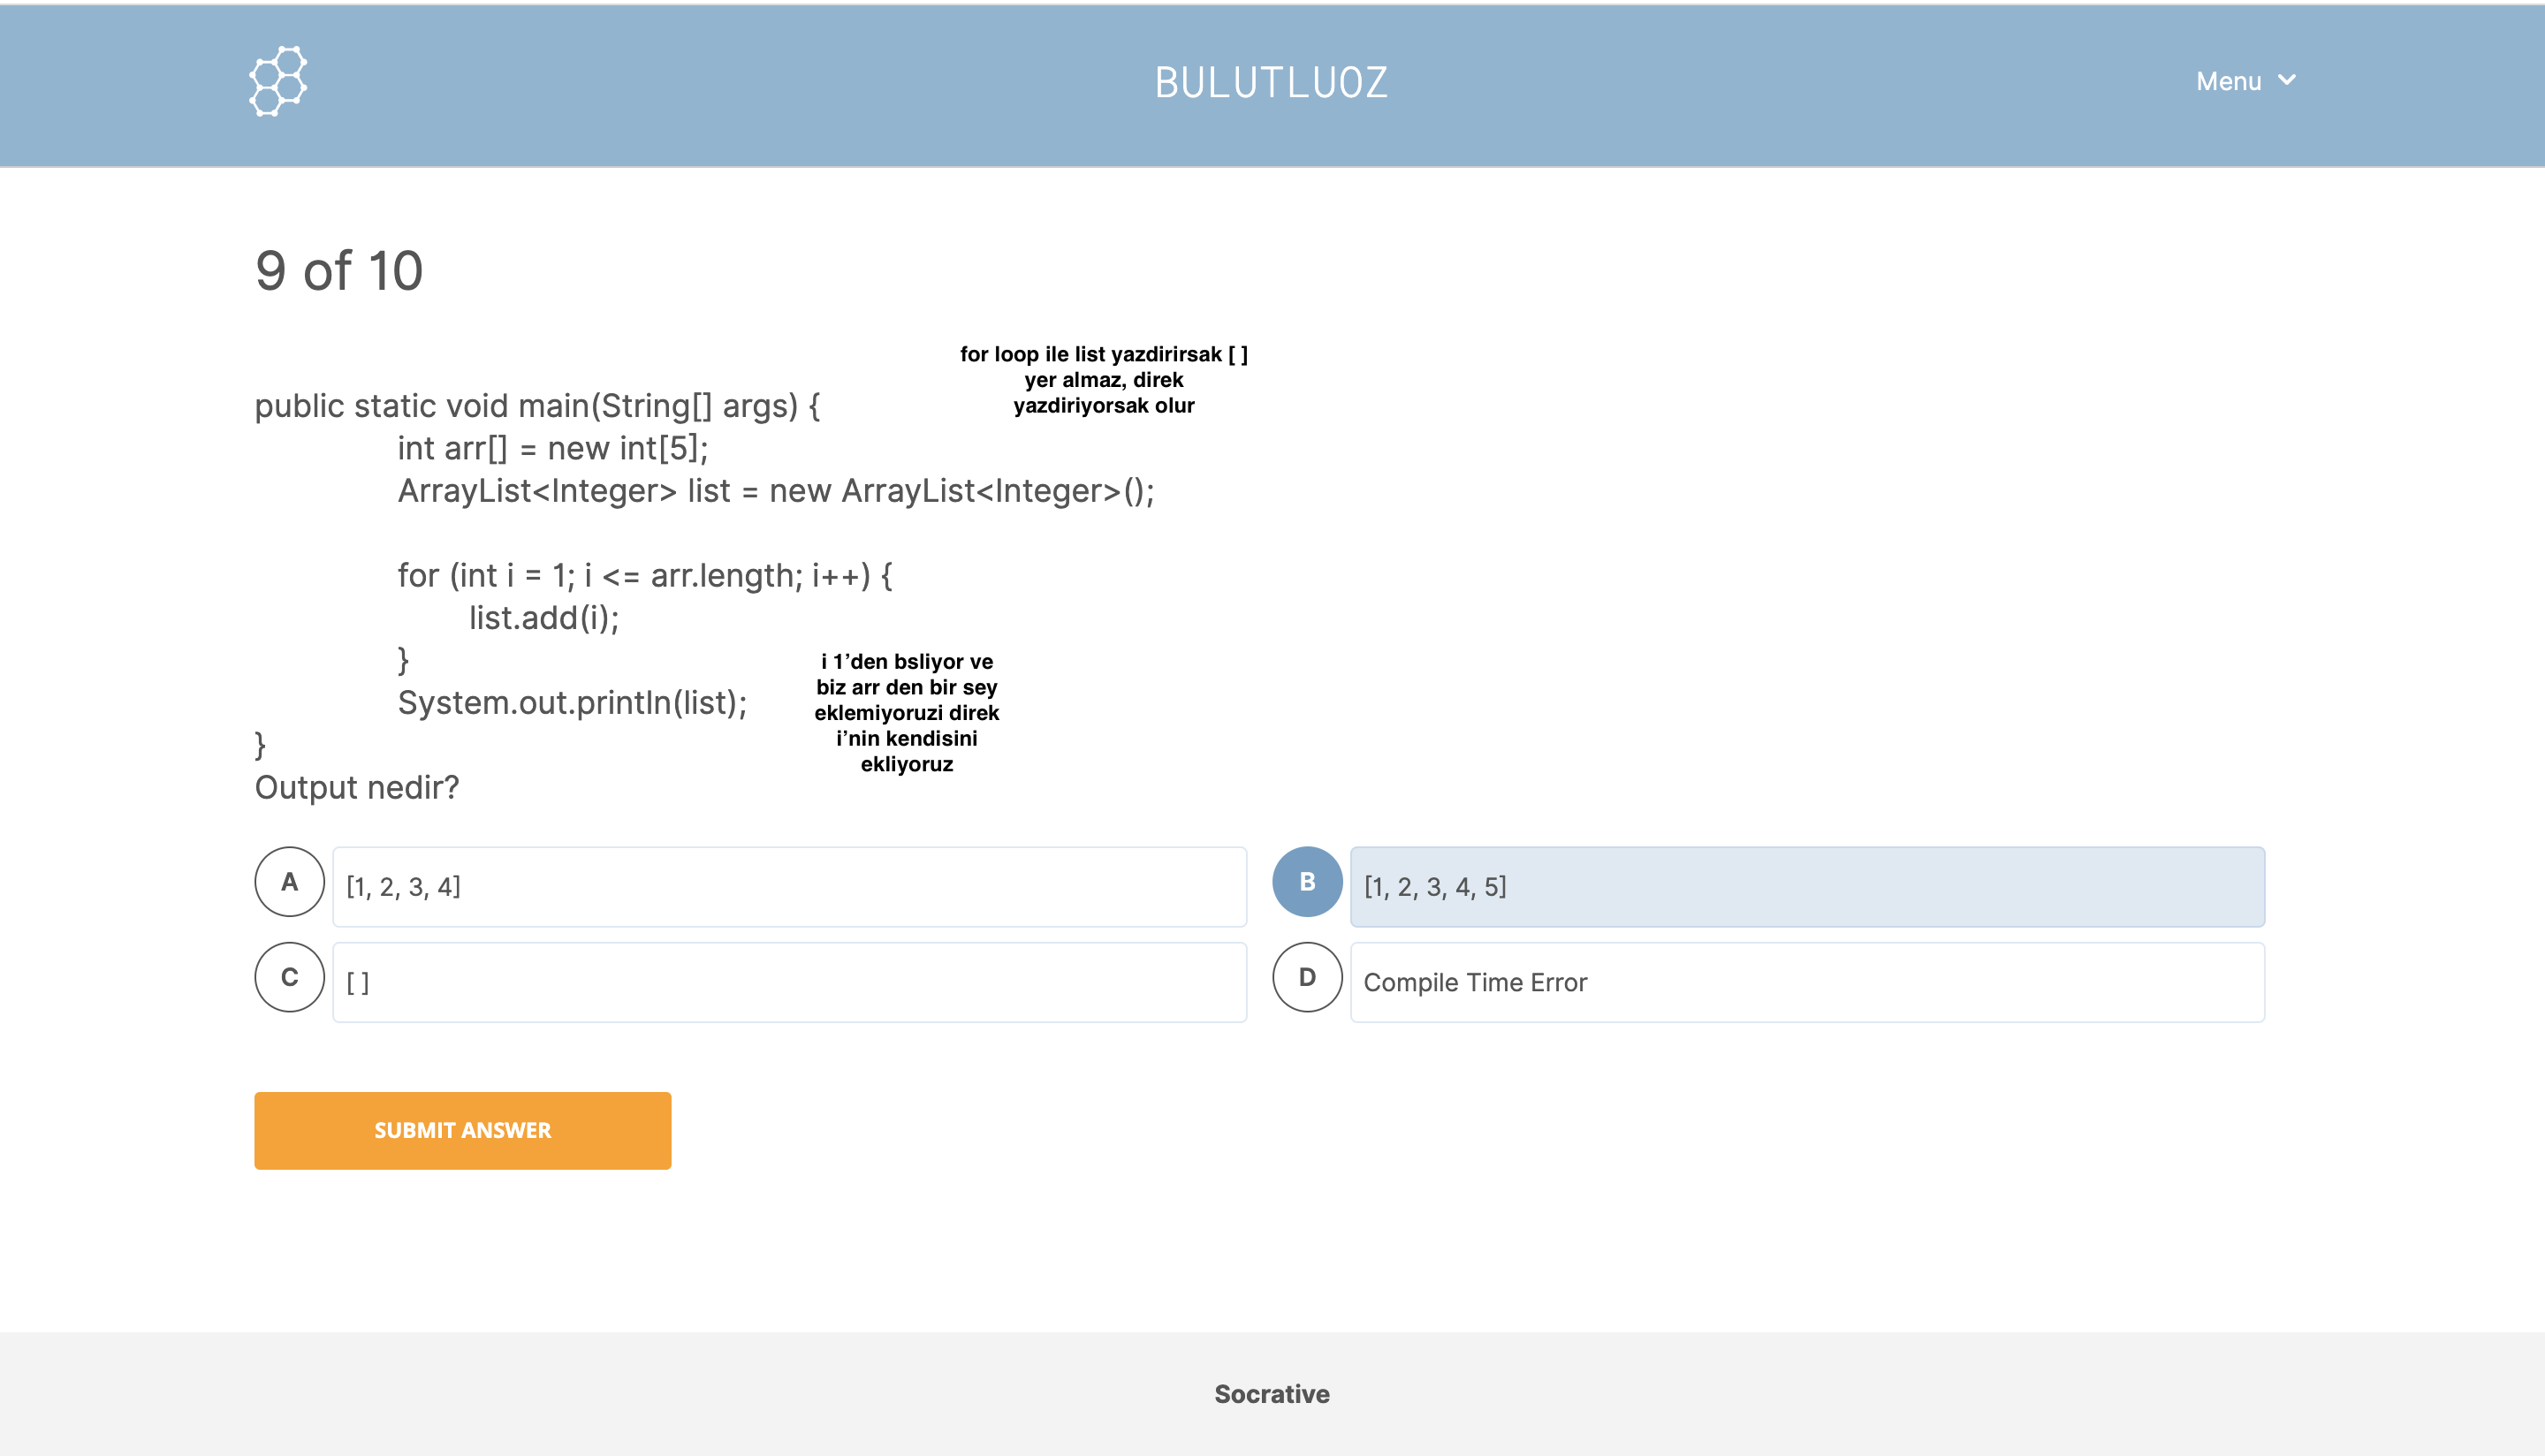 BULUTLUOZ
Menu
9 of 10
for loop ile list yazdirirsak [ ]
yer almaz, direk
yazdiriyorsak olur
public static void main(String[] args) {
int arr[] = new int[5];
ArrayList<Integer> list = new ArrayList<Integer>();
for (int i = 1; i <= arr.length; i++) {
list.add(i);
}
System.out.println(list);
}
i 1’den bsliyor ve
biz arr den bir sey
eklemiyoruzi direk
i’nin kendisini
ekliyoruz
Output nedir?
A [1, 2, 3, 4]
B [1, 2, 3, 4, 5]
C [ ]
D Compile Time Error
SUBMIT ANSWER
Socrative